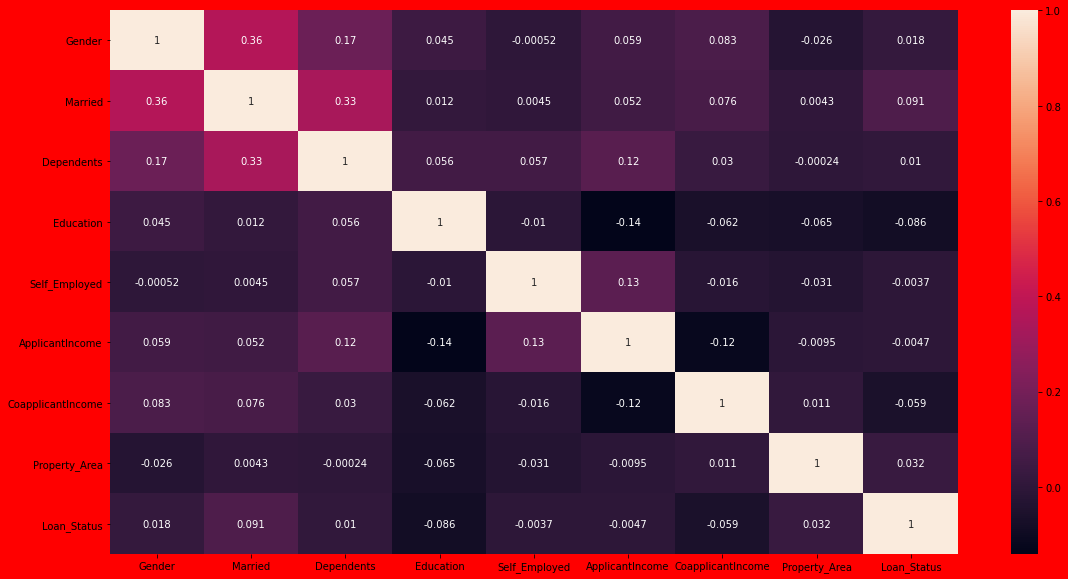 1.0
Gender 1 0.36 0.17 0.045 -0.00052 0.059 0.083 -0.026 0.018
Married 0.36 1 0.33 0.012 0.0045 0.052 0.076 0.0043 0.091
0.8
Dependents 0.17 0.33 1 0.056 0.057 0.12 0.03 -0.00024 0.01
0.6
Education 0.045 0.012 0.056 1 -0.01 -0.14 -0.062 -0.065 -0.086
Self_Employed -0.00052 0.0045 0.057 -0.01 1 0.13 -0.016 -0.031 -0.0037
0.4
ApplicantIncome 0.059 0.052 0.12 -0.14 0.13 1 -0.12 -0.0095 -0.0047
0.2
CoapplicantIncome 0.083 0.076 0.03 -0.062 -0.016 -0.12 1 0.011 -0.059
Property_Area -0.026 0.0043 -0.00024 -0.065 -0.031 -0.0095 0.011 1 0.032
0.0
Loan_Status 0.018 0.091 0.01 -0.086 -0.0037 -0.0047 -0.059 0.032 1
Gender Married Dependents Education Self_Employed ApplicantIncome CoapplicantIncome Property_Area Loan_Status